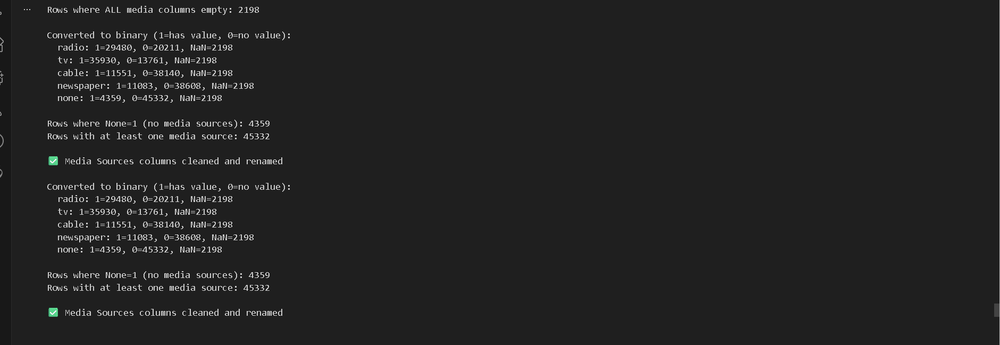 ... Rows where ALL media columns empty: 2198
Converted to binary (1=has value, 0=no value):
radio: 1=29480, 0=20211, NaN=2198
tv: 1=35930, 0=13761, NaN=2198
cable: 1=11551, 0=38140, NaN=2198
newspaper: 1=11083, 0=38608, NaN=2198
none: 1=4359, 0=45332, NaN=2198
Rows where None=1 (no media sources): 4359
Rows with at least one media source: 45332
✅ Media Sources columns cleaned and renamed
Converted to binary (1=has value, 0=no value):
radio: 1=29480, 0=20211, NaN=2198
tv: 1=35930, 0=13761, NaN=2198
cable: 1=11551, 0=38140, NaN=2198
newspaper: 1=11083, 0=38608, NaN=2198
none: 1=4359, 0=45332, NaN=2198
Rows where None=1 (no media sources): 4359
Rows with at least one media source: 45332
✅ Media Sources columns cleaned and renamed